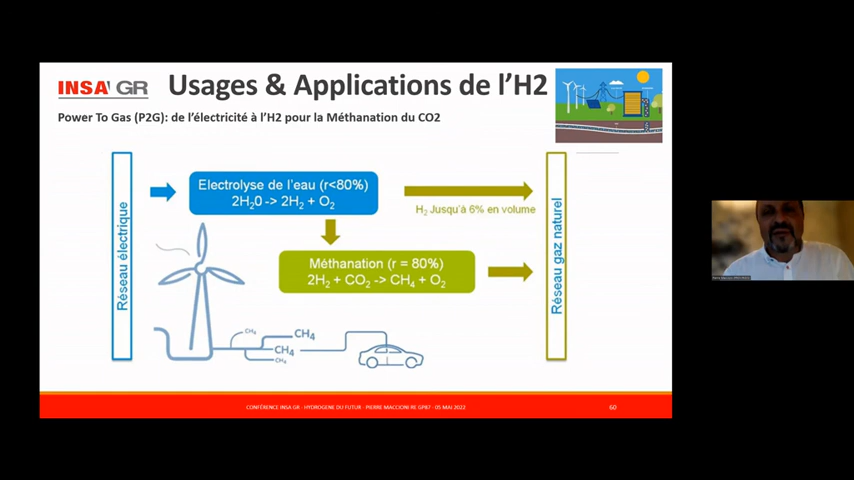 INSA GR
Usages & Applications de l'H2
Power To Gas (P2G): de l'électricité à l'H2 pour la Méthanation du CO2
Réseau électrique
Electrolyse de l'eau (r<80%)
2H₂0 -> 2H₂ + O₂
H₂ Jusqu'à 6% en volume
Méthanation (r = 80%)
2H₂ + CO₂ -> CH₄ + O₂
Réseau gaz naturel
CH₄
CH₄
CH₄
CH₄
CONFÉRENCE INSA GR - HYDROGENE DU FUTUR - PIERRE MACCIONI RE GP87 - 05 MAI 2022
60